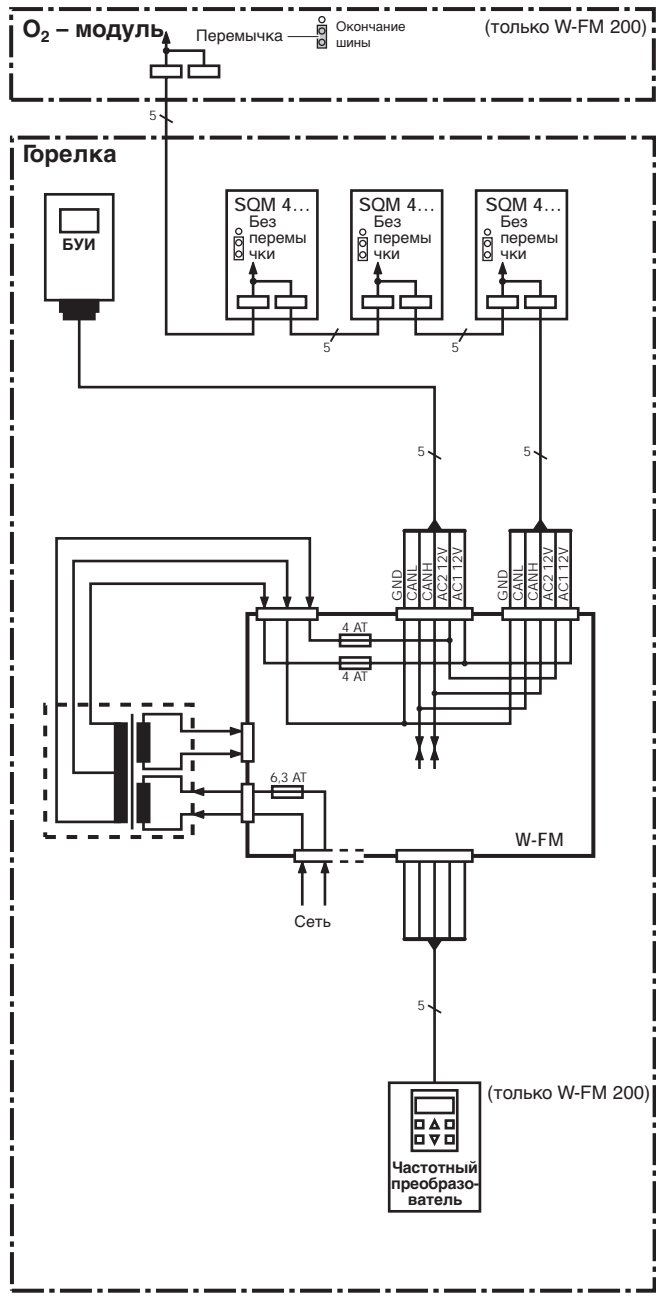 O₂ – модуль
Перемычка
Окончание
шины
(только W-FM 200)
5
Горелка
БУИ
SQM 4...
Без
перемы
чки
SQM 4...
Без
перемы
чки
SQM 4...
Без
перемы
чки
5
5
5
5
GND
CANL
CANH
AC2 12V
AC1 12V
GND
CANL
CANH
AC2 12V
AC1 12V
4 AT
4 AT
6,3 AT
W-FM
Сеть
5
(только W-FM 200)
Частотный
преобразо-
ватель